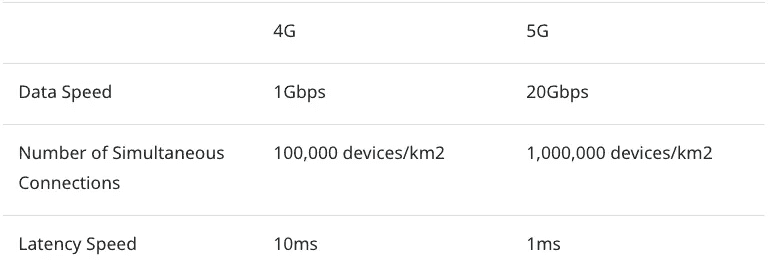 4G 5G
Data Speed 1Gbps 20Gbps
Number of Simultaneous 100,000 devices/km2 1,000,000 devices/km2
Connections
Latency Speed 10ms 1ms